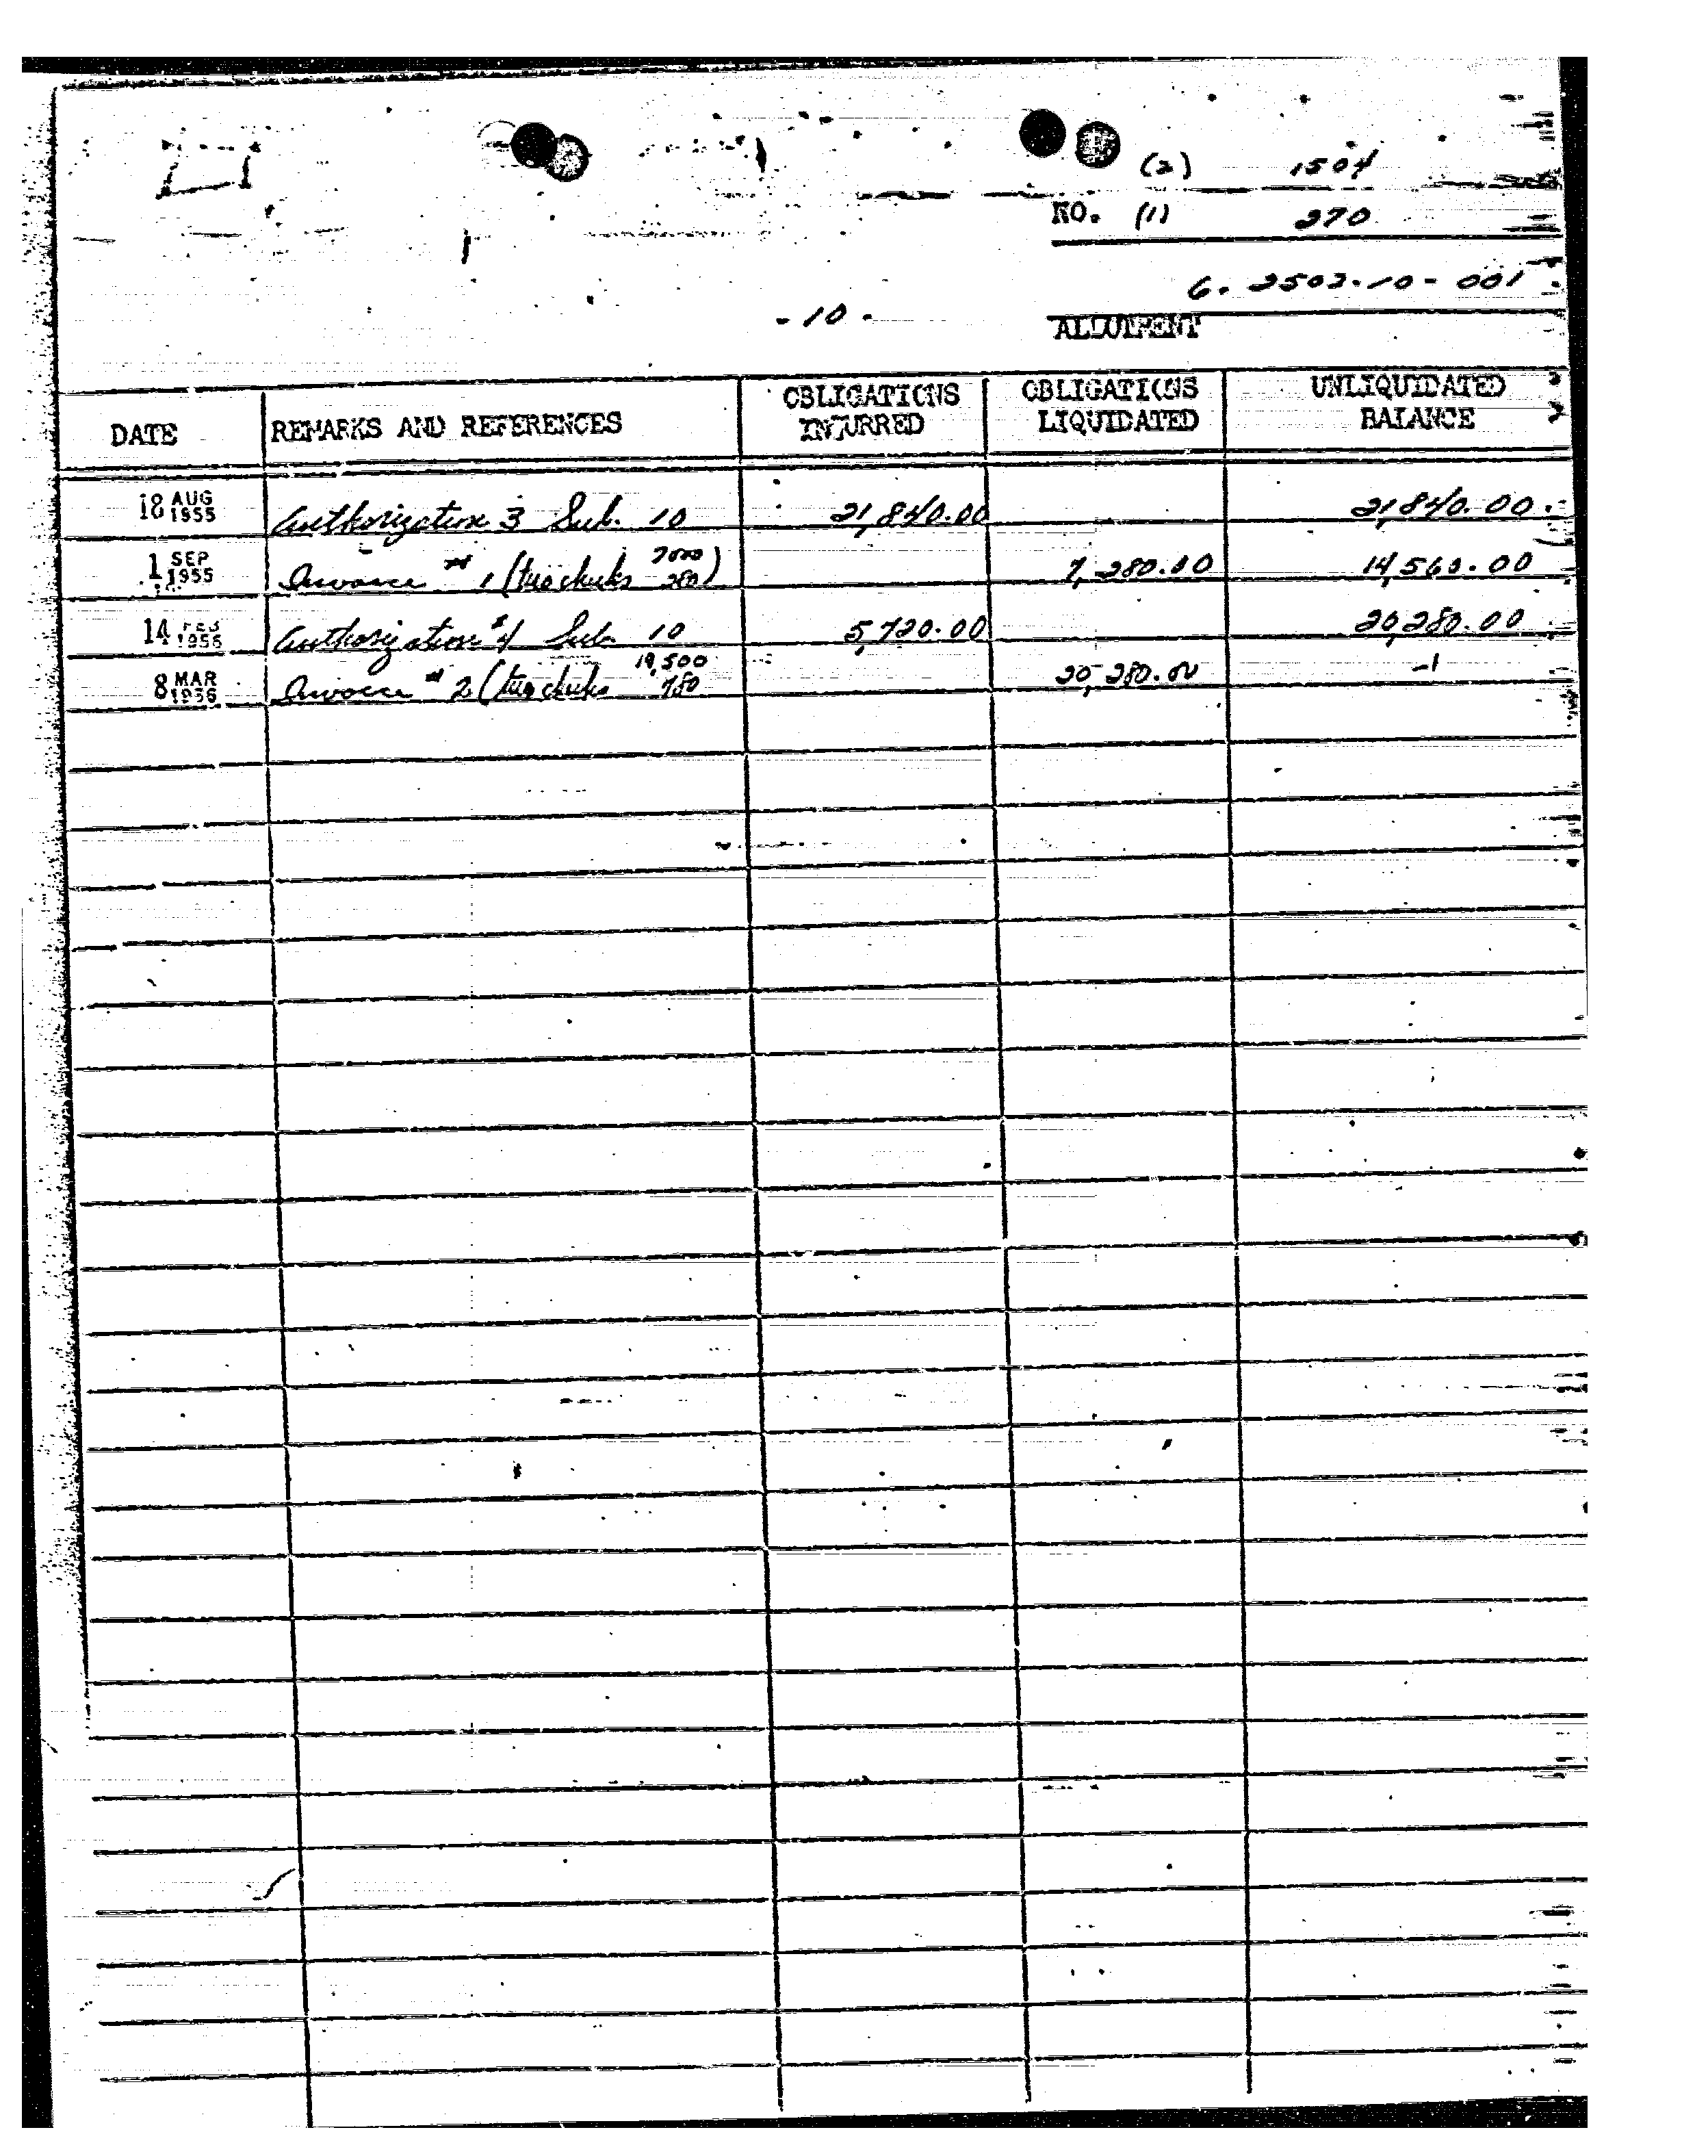 (2) 1504
NO. (1) 270
6. 2502-10-001
-10-
ALLOTMENT
DATE REMARKS AND REFERENCES OBLIGATIONS INCURRED OBLIGATIONS LIQUIDATED UNLIQUIDATED BALANCE
18 AUG 1955 Authorization 3 Sub. 10 21,840.00 21,840.00
1 SEP 1955 Invoice # 1 (two checks 7000 280) 7,280.00 14,560.00
14 FEB 1956 Authorization #4 Sub. 10 5,720.00 20,280.00
8 MAR 1956 Invoice # 2 (two checks 19,500 780 20,280.00